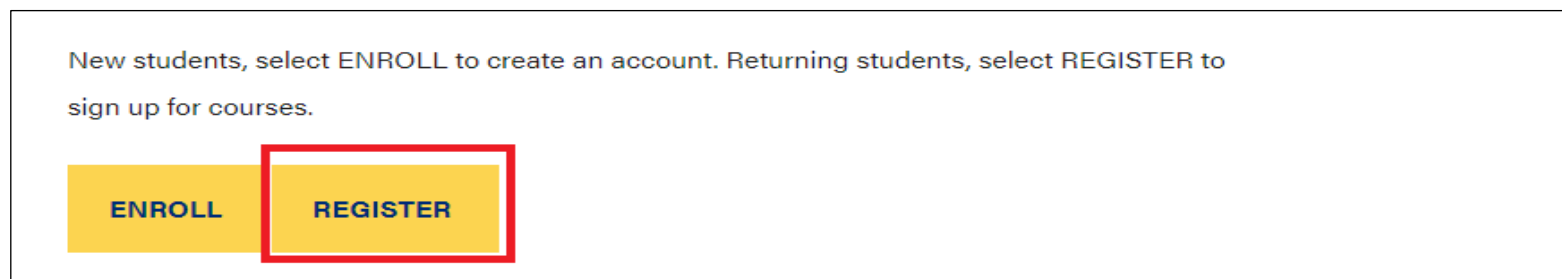 New students, select ENROLL to create an account. Returning students, select REGISTER to
sign up for courses.
ENROLL REGISTER